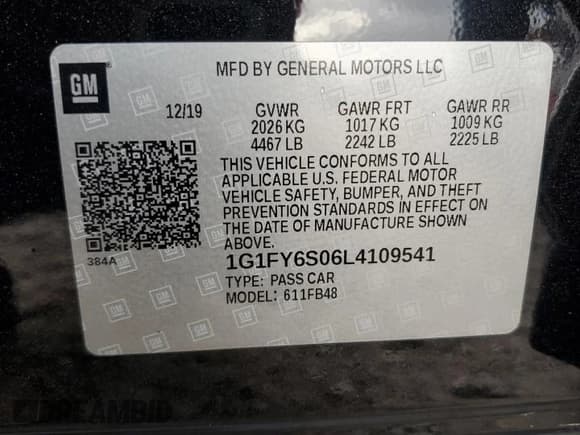 GM
MFD BY GENERAL MOTORS LLC
12/19 GVWR GAWR FRT GAWR RR
2026 KG 1017 KG 1009 KG
4467 LB 2242 LB 2225 LB
THIS VEHICLE CONFORMS TO ALL
APPLICABLE U.S. FEDERAL MOTOR
VEHICLE SAFETY, BUMPER, AND THEFT
PREVENTION STANDARDS IN EFFECT ON
THE DATE OF MANUFACTURE SHOWN
ABOVE.
384A
1G1FY6S06L4109541
TYPE: PASS CAR
MODEL: 611FB48
DREAMBID